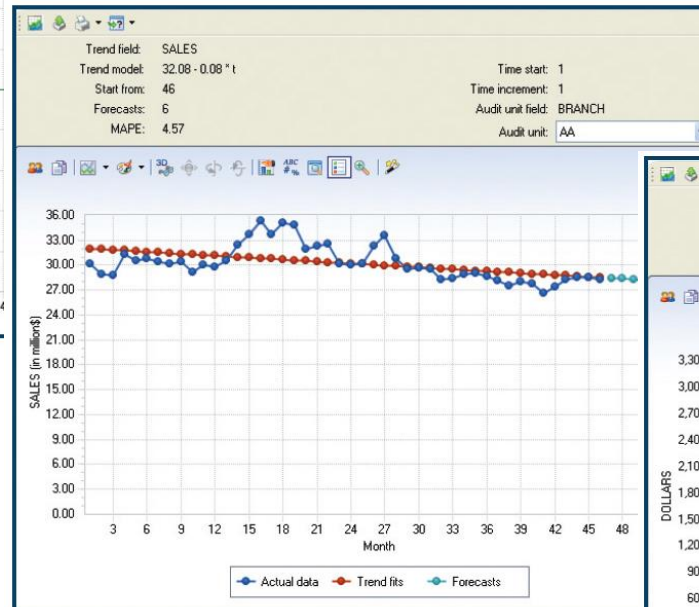 Trend field: SALES
Trend model: 32.08 - 0.08 * t
Start from: 46
Forecasts: 6
MAPE: 4.57
Time start: 1
Time increment: 1
Audit unit field: BRANCH
Audit unit: AA
3D
ABC
#%
36.00
33.00
30.00
27.00
24.00
21.00
18.00
15.00
12.00
9.00
6.00
3.00
0.00
SALES (in million$)
3 6 9 12 15 18 21 24 27 30 33 36 39 42 45 48
Month
Actual data Trend fits Forecasts
4
3,30
3,00
2,70
2,40
2,10
1,80
1,50
1,20
90
60
DOLLARS